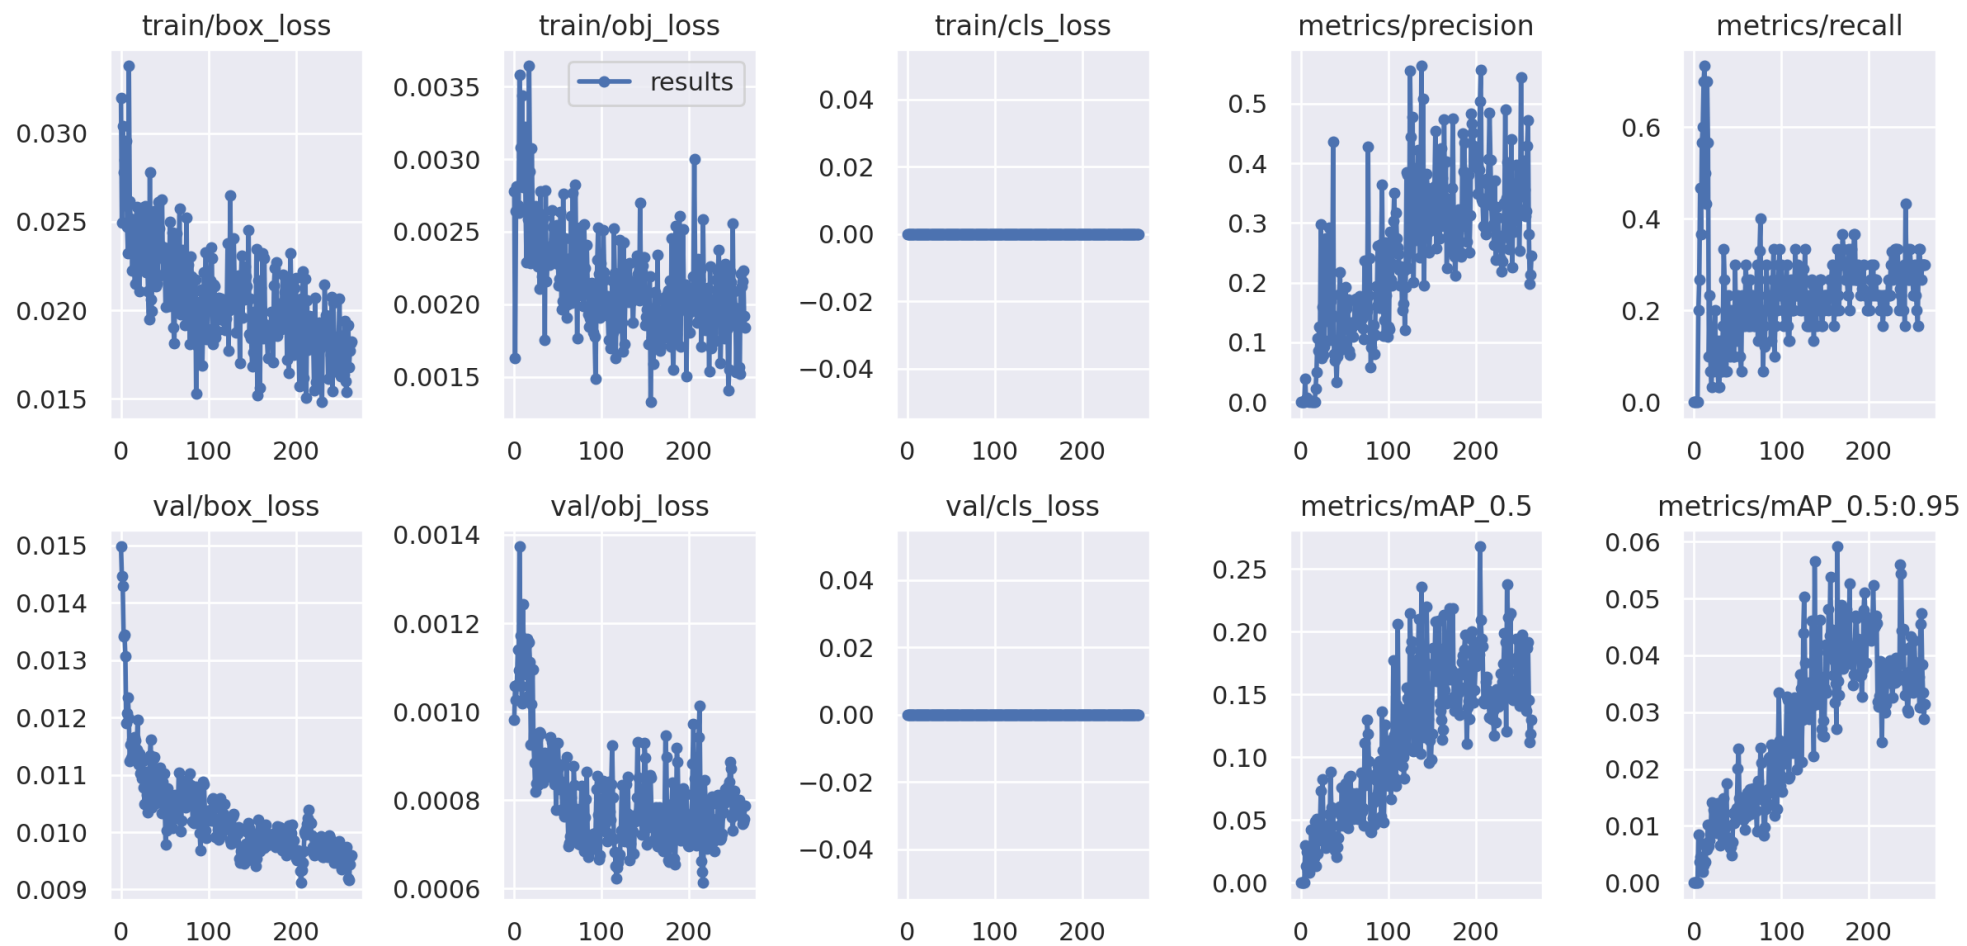 train/box_loss
train/obj_loss
train/cls_loss
metrics/precision
metrics/recall
0.030
0.025
0.020
0.015
0 100 200
results
0.0035
0.0030
0.0025
0.0020
0.0015
0 100 200
0.04
0.02
0.00
−0.02
−0.04
0 100 200
0.5
0.4
0.3
0.2
0.1
0.0
0 100 200
0.6
0.4
0.2
0.0
0 100 200
val/box_loss
val/obj_loss
val/cls_loss
metrics/mAP_0.5
metrics/mAP_0.5:0.95
0.015
0.014
0.013
0.012
0.011
0.010
0.009
0 100 200
0.0014
0.0012
0.0010
0.0008
0.0006
0 100 200
0.04
0.02
0.00
−0.02
−0.04
0 100 200
0.25
0.20
0.15
0.10
0.05
0.00
0 100 200
0.06
0.05
0.04
0.03
0.02
0.01
0.00
0 100 200